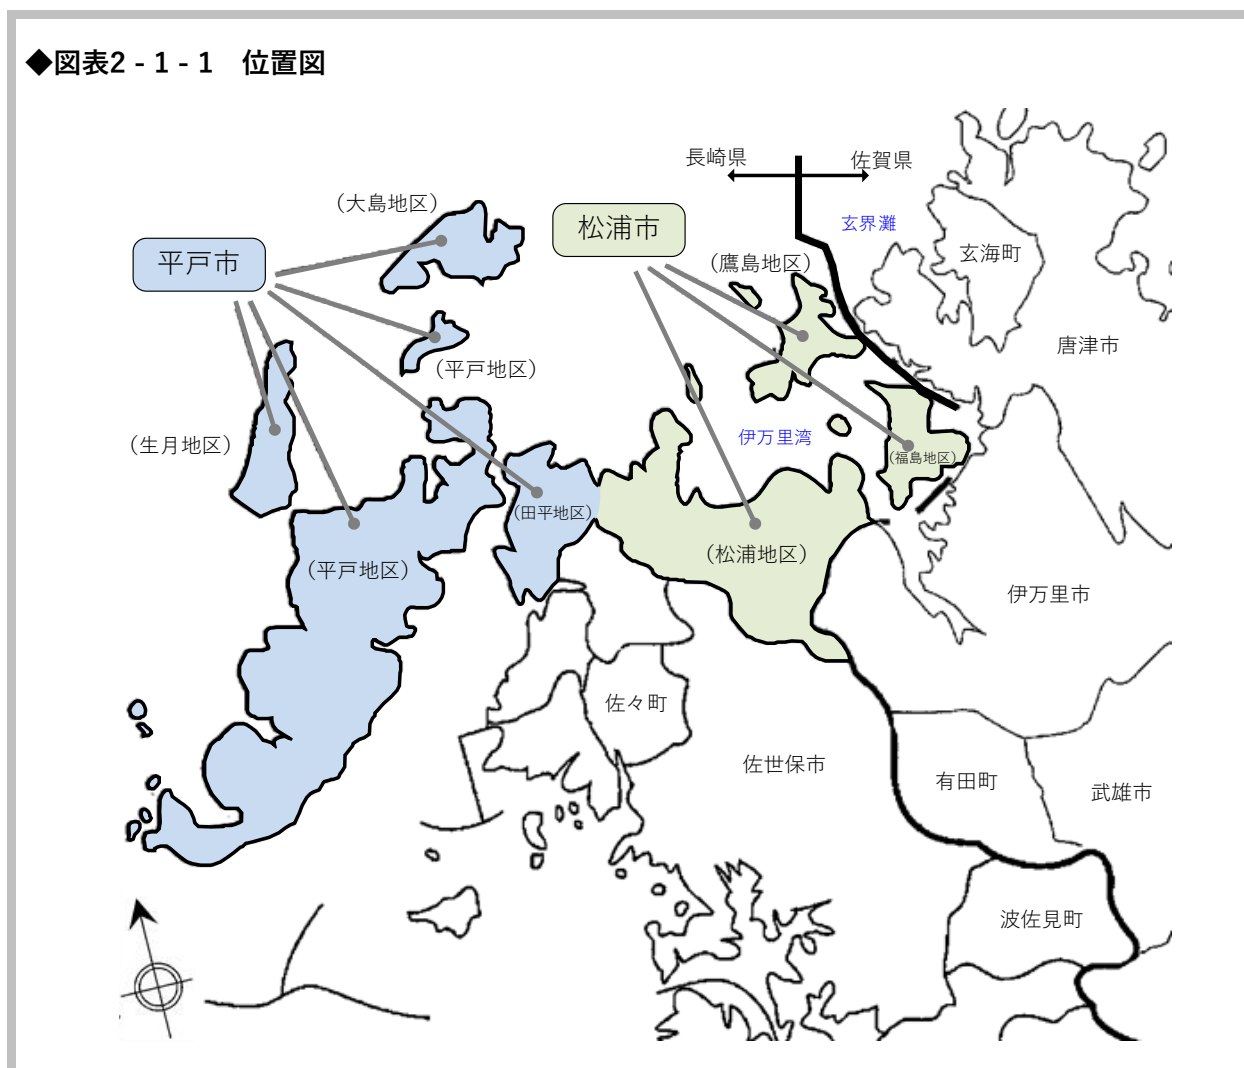 ◆図表2 - 1 - 1　位置図
長崎県
佐賀県
（大島地区）
松浦市
玄界灘
平戸市
（鷹島地区）
玄海町
唐津市
（平戸地区）
（生月地区）
伊万里湾
（福島地区）
（田平地区）
（松浦地区）
（平戸地区）
伊万里市
佐々町
佐世保市
有田町
武雄市
波佐見町